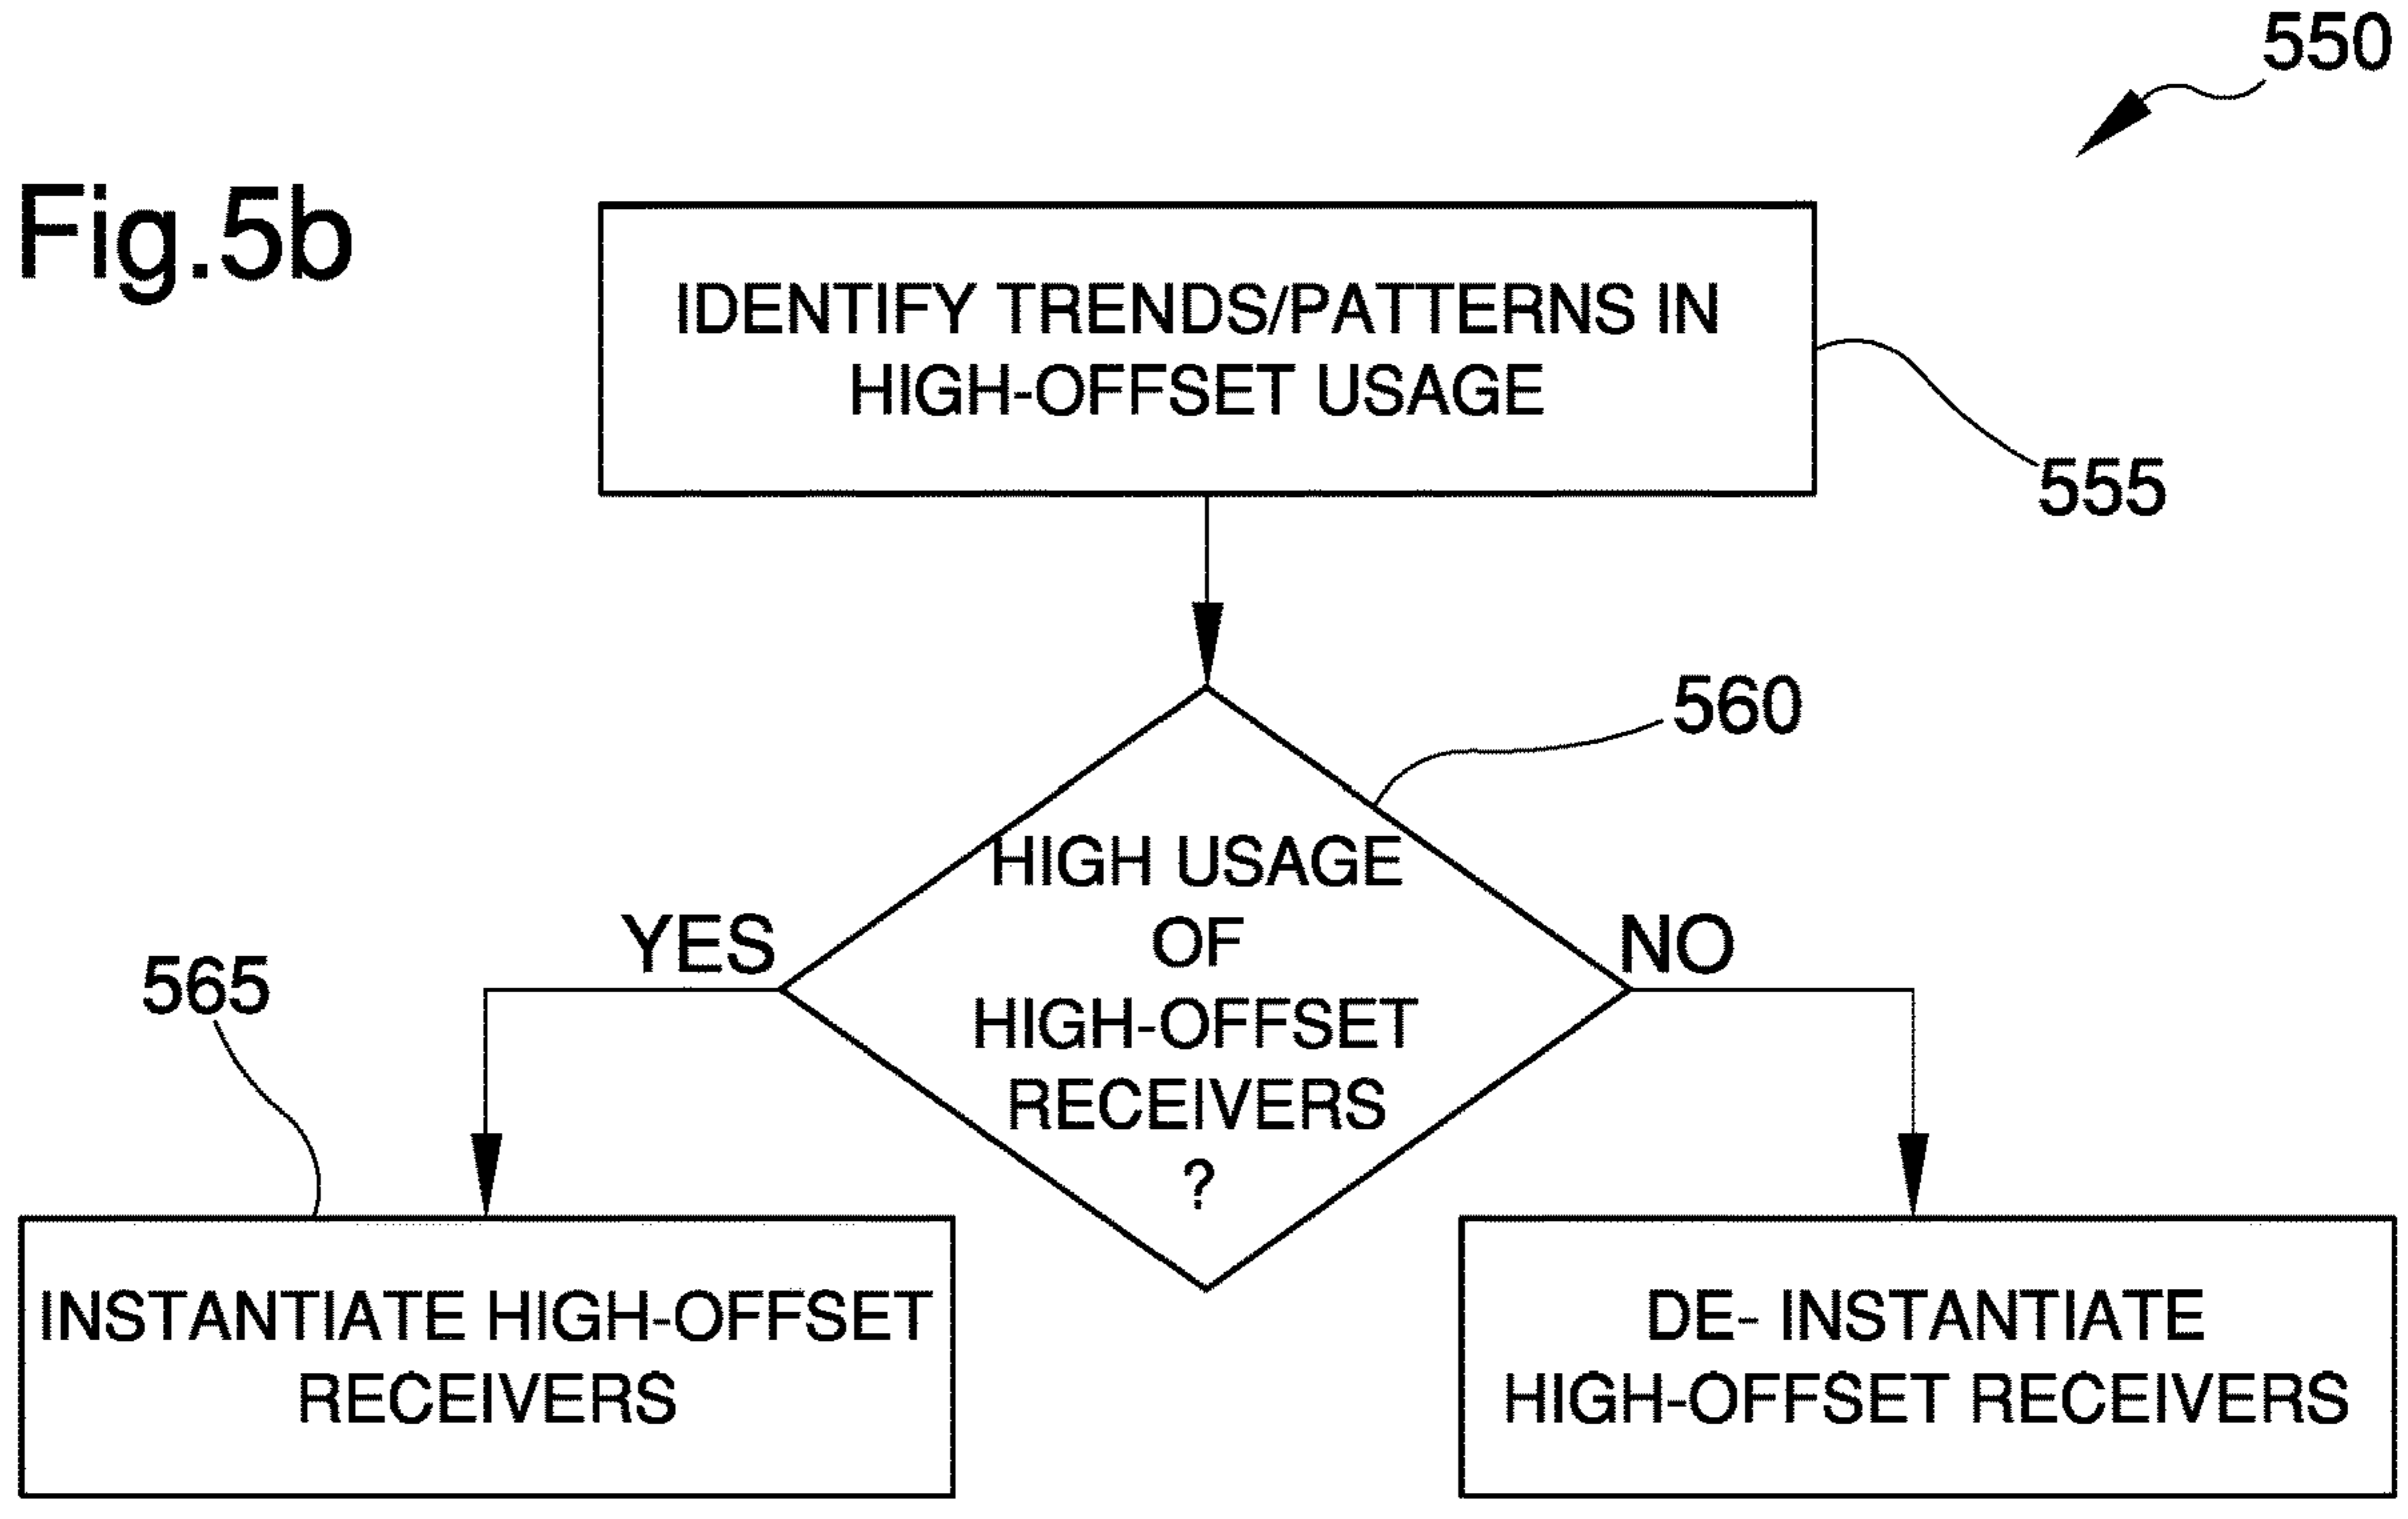 550
Fig.5b
IDENTIFY TRENDS/PATTERNS IN
HIGH-OFFSET USAGE
555
560
HIGH USAGE
OF
HIGH-OFFSET
RECEIVERS
?
YES
NO
565
INSTANTIATE HIGH-OFFSET
RECEIVERS
DE- INSTANTIATE
HIGH-OFFSET RECEIVERS